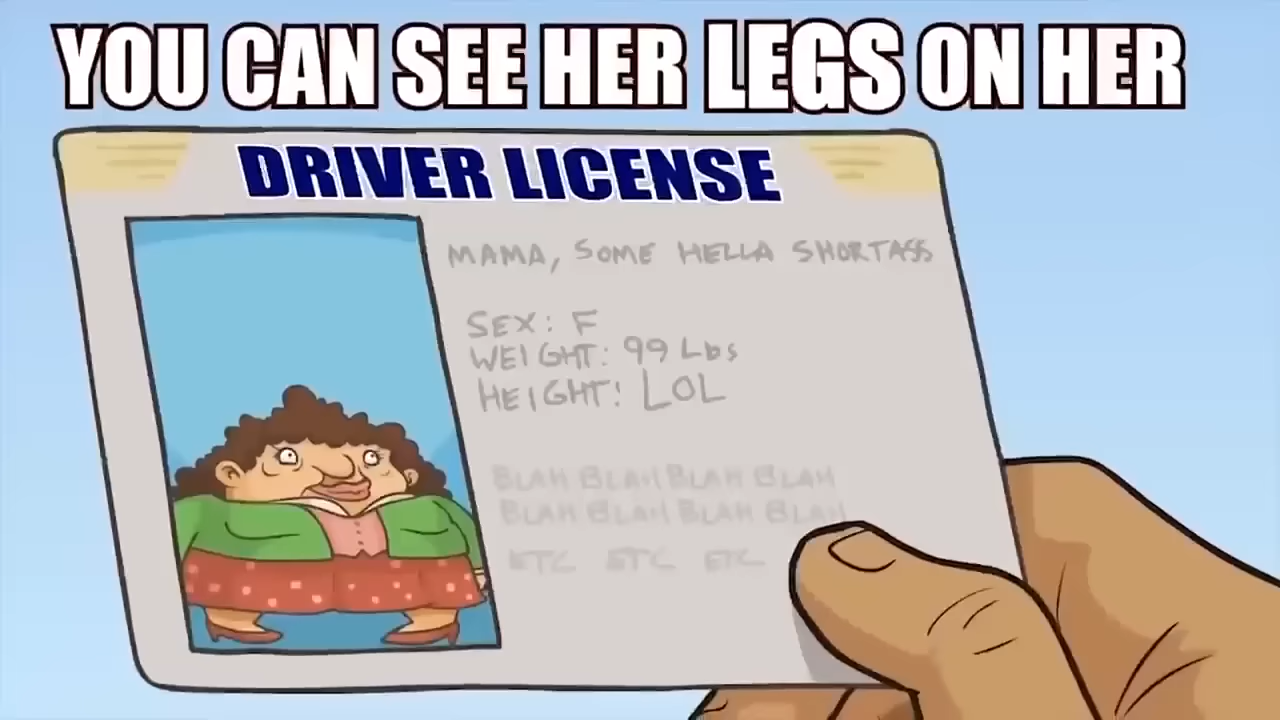 YOU CAN SEE HER LEGS ON HER
DRIVER LICENSE
MAMA, SOME HELLA SHORTASS
SEX: F
WEIGHT: 99 Lbs
HEIGHT: LOL
BLAH BLAH BLAH BLAH
BLAH BLAH BLAH BLAH
ETC ETC ETC